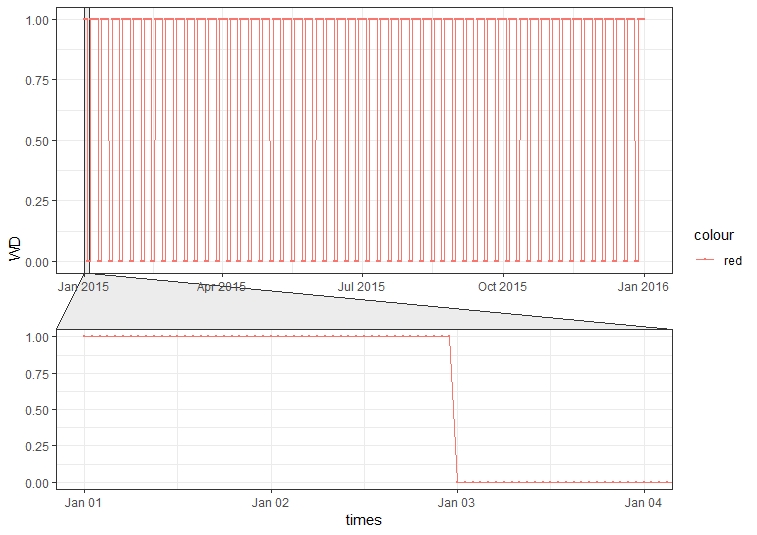 1.00
0.75
0.50
0.25
0.00
WD
Jan 2015
Apr 2015
Jul 2015
Oct 2015
Jan 2016
colour
red
1.00
0.75
0.50
0.25
0.00
Jan 01
Jan 02
Jan 03
Jan 04
times